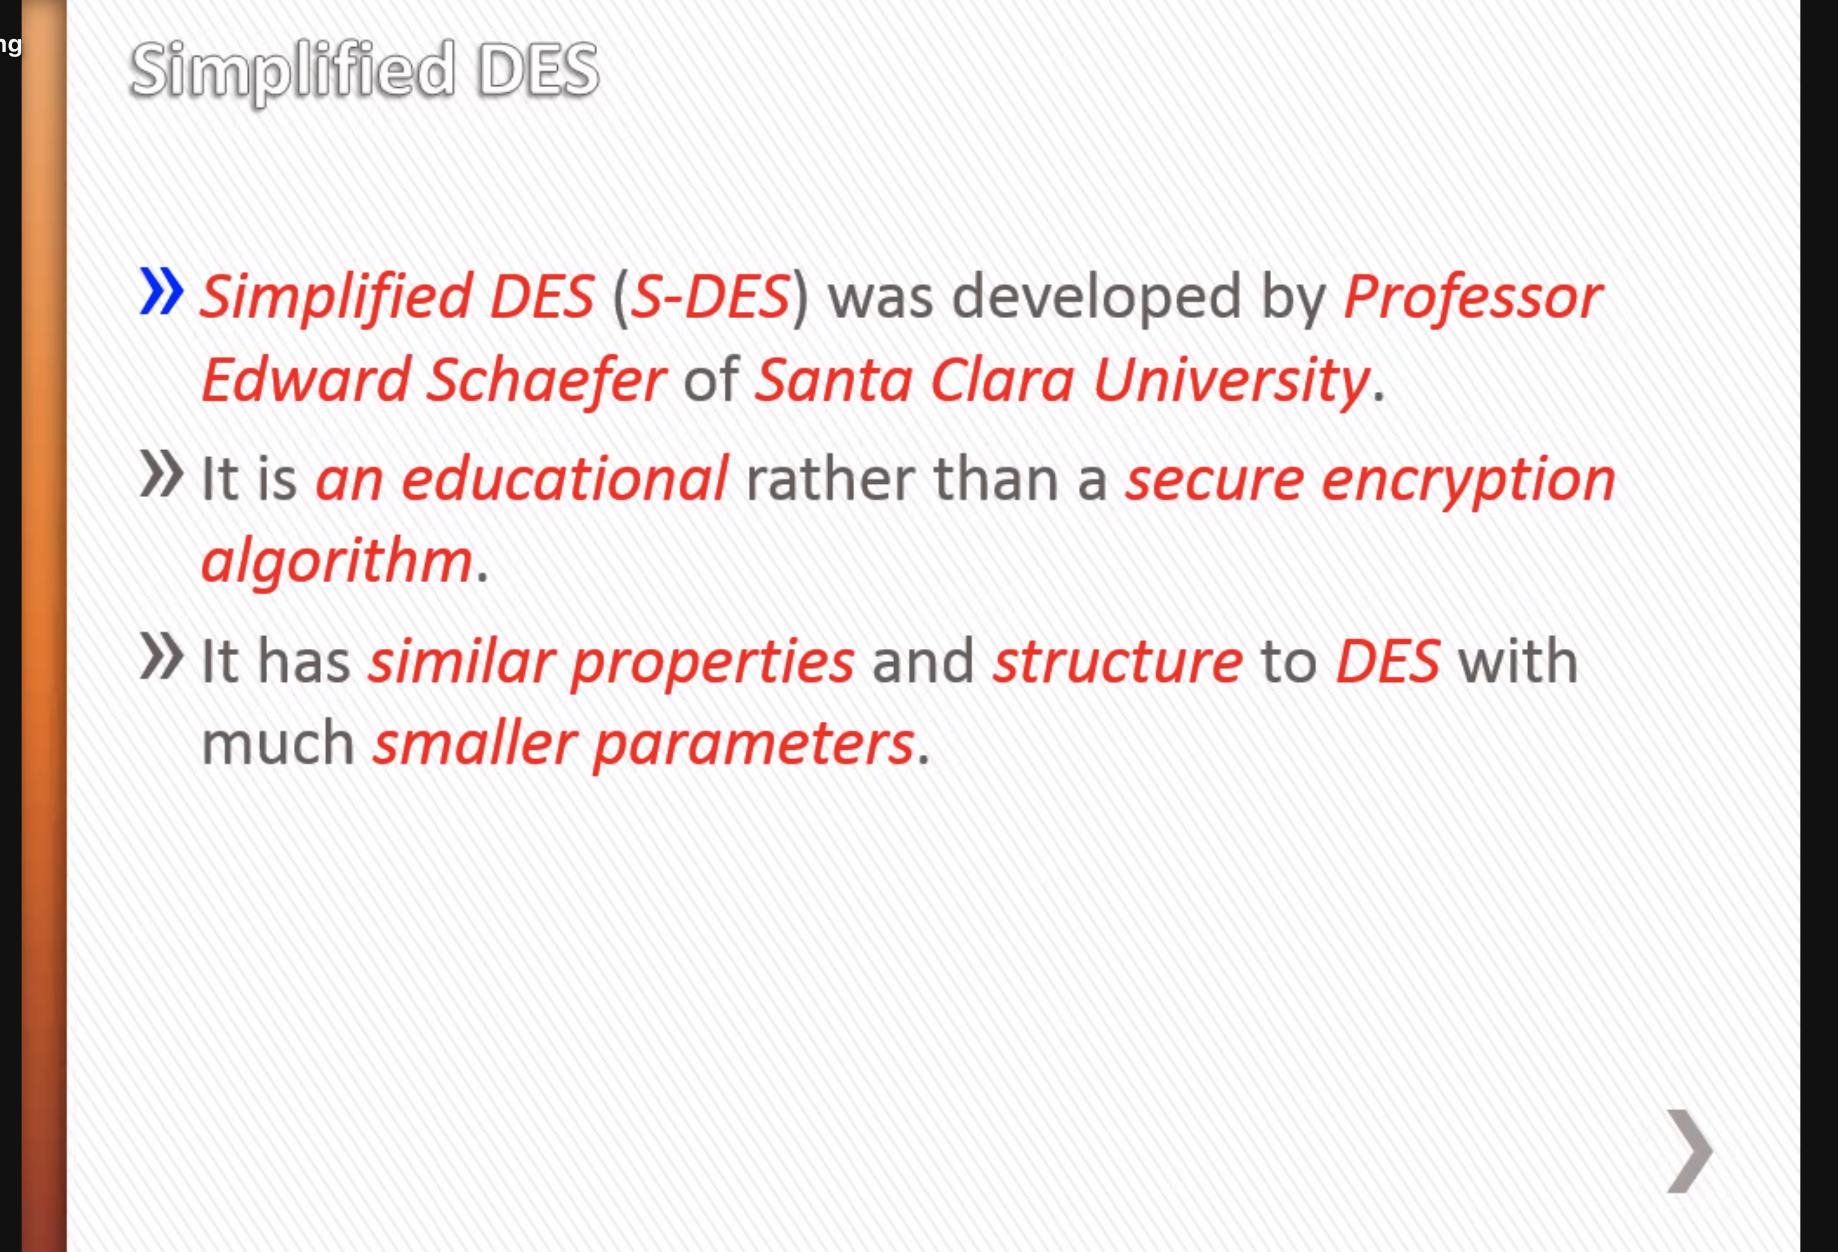 ng
Simplified DES
» Simplified DES (S-DES) was developed by Professor
Edward Schaefer of Santa Clara University.
» It is an educational rather than a secure encryption
algorithm.
» It has similar properties and structure to DES with
much smaller parameters.